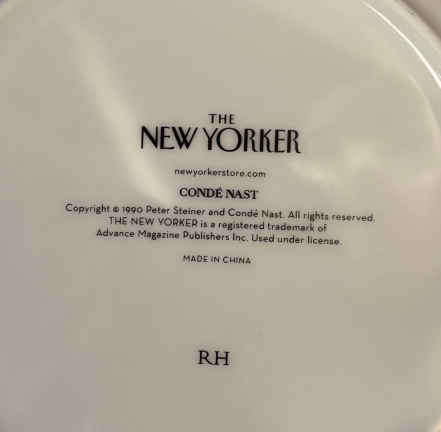 THE
NEW YORKER
newyorkerstore.com
CONDÉ NAST
Copyright © 1990 Peter Steiner and Condé Nast. All rights reserved.
THE NEW YORKER is a registered trademark of
Advance Magazine Publishers Inc. Used under license.
MADE IN CHINA
RH